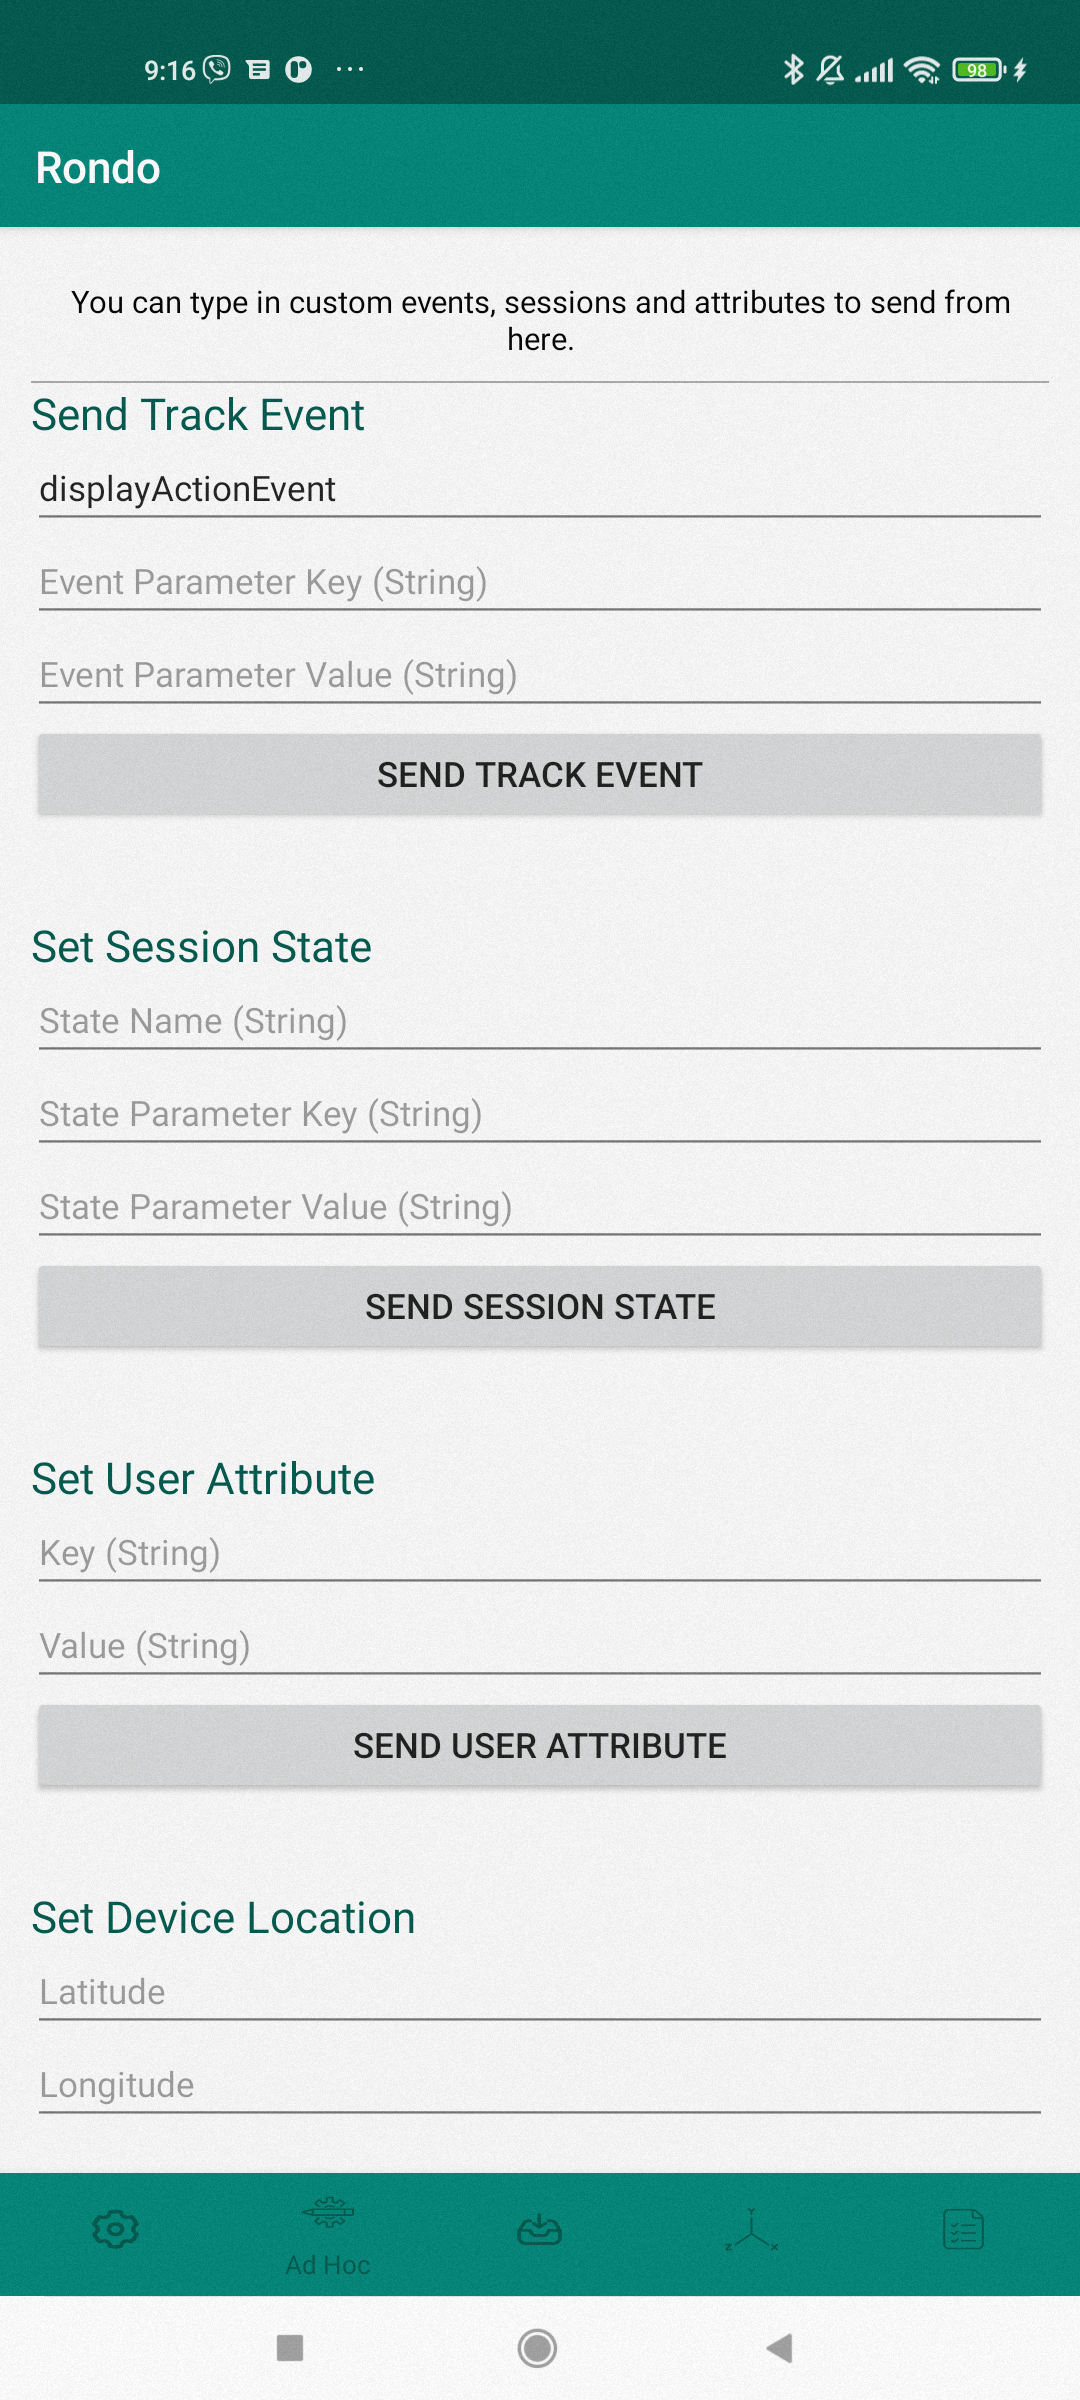 9:16
98
Rondo
You can type in custom events, sessions and attributes to send from
here.
Send Track Event
displayActionEvent
Event Parameter Key (String)
Event Parameter Value (String)
SEND TRACK EVENT
Set Session State
State Name (String)
State Parameter Key (String)
State Parameter Value (String)
SEND SESSION STATE
Set User Attribute
Key (String)
Value (String)
SEND USER ATTRIBUTE
Set Device Location
Latitude
Longitude
Y
Z X
Ad Hoc